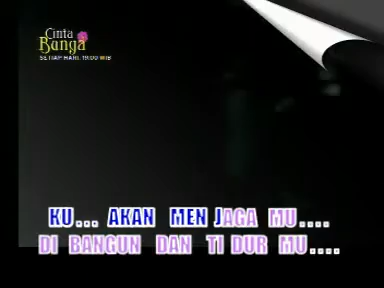 Cinta
Bunga
SETIAP HARI, 19.00 WIB
KU... AKAN MEN JAGA MU....
DI BANGUN DAN TI DUR MU....